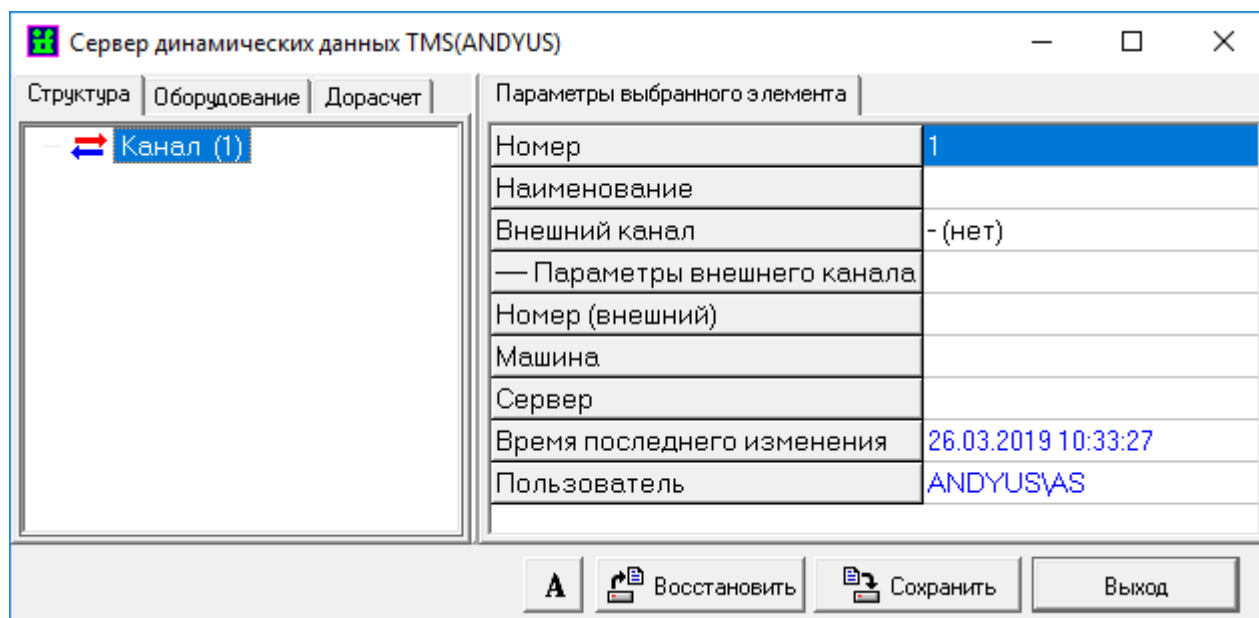 Сервер динамических данных TMS(ANDYUS)
Структура Оборудование Дорасчет
Параметры выбранного элемента
Канал (1)
Номер 1
Наименование
Внешний канал - (нет)
— Параметры внешнего канала
Номер (внешний)
Машина
Сервер
Время последнего изменения 26.03.2019 10:33:27
Пользователь ANDYUS\AS
A Восстановить Сохранить Выход